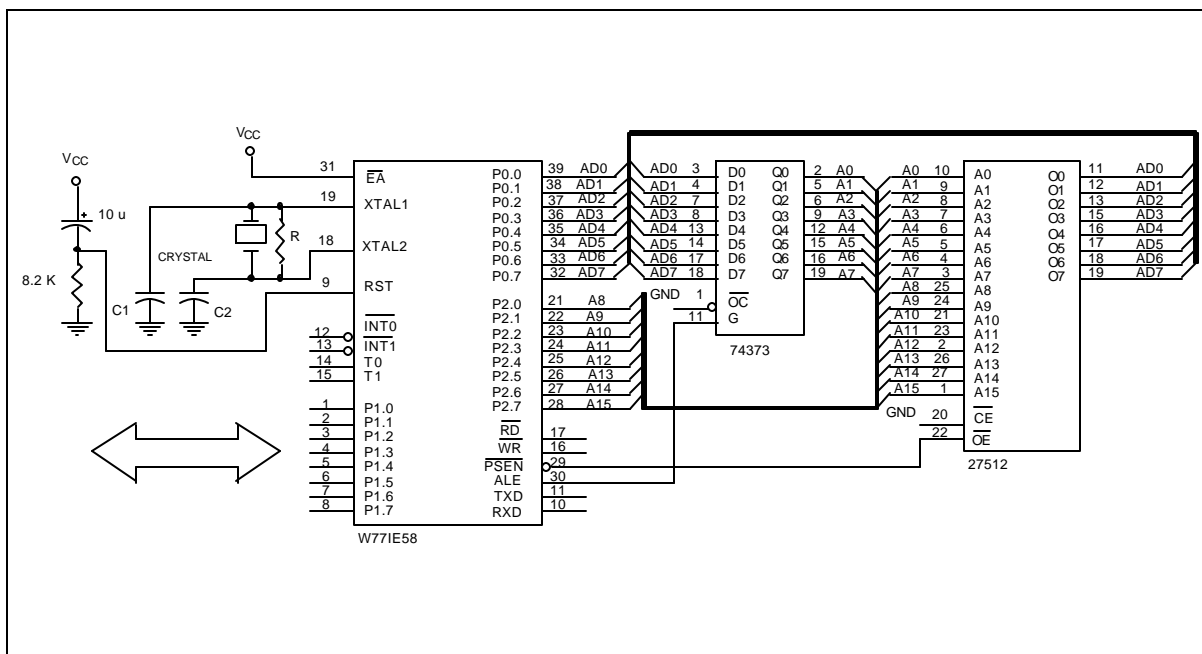 VCC
VCC
10 u
8.2 K
C1
CRYSTAL
C2
R
31
19
18
9
12
13
14
15
1
2
3
4
5
6
7
8
EA
XTAL1
XTAL2
RST
INT0
INT1
T0
T1
P1.0
P1.1
P1.2
P1.3
P1.4
P1.5
P1.6
P1.7
P0.0 39 AD0
P0.1 38 AD1
P0.2 37 AD2
P0.3 36 AD3
P0.4 35 AD4
P0.5 34 AD5
P0.6 33 AD6
P0.7 32 AD7
P2.0 21 A8
P2.1 22 A9
P2.2 23 A10
P2.3 24 A11
P2.4 25 A12
P2.5 26 A13
P2.6 27 A14
P2.7 28 A15
RD 17
WR 16
PSEN 29
ALE 30
TXD 11
RXD 10
W77IE58
AD0 3 D0 Q0 2 A0
AD1 4 D1 Q1 5 A1
AD2 7 D2 Q2 6 A2
AD3 8 D3 Q3 9 A3
AD4 13 D4 Q4 12 A4
AD5 14 D5 Q5 15 A5
AD6 17 D6 Q6 16 A6
AD7 18 D7 Q7 19 A7
GND 1 OC
11 G
74373
A0 10 A0 O0 11 AD0
A1 9 A1 O1 12 AD1
A2 8 A2 O2 13 AD2
A3 7 A3 O3 15 AD3
A4 6 A4 O4 16 AD4
A5 5 A5 O5 17 AD5
A6 4 A6 O6 18 AD6
A7 3 A7 O7 19 AD7
A8 25 A8
A9 24 A9
A10 21 A10
A11 23 A11
A12 2 A12
A13 26 A13
A14 27 A14
A15 1 A15
GND 20 CE
22 OE
27512